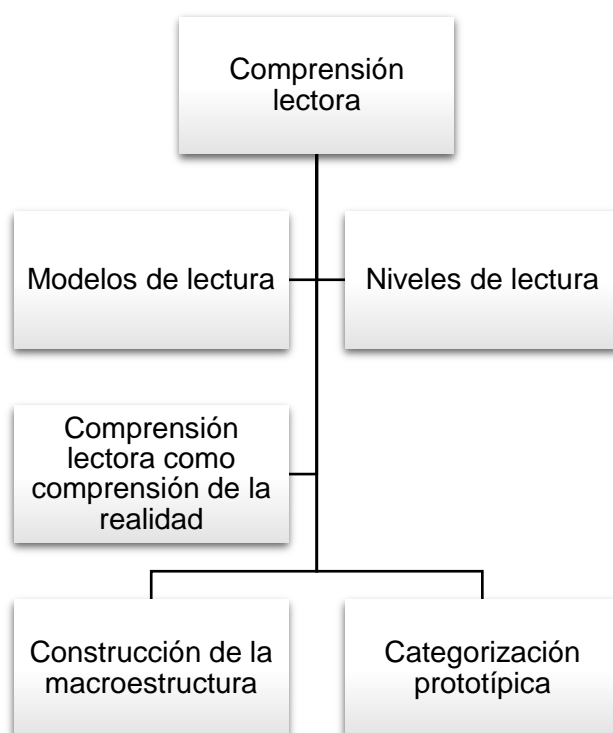 Comprensión
lectora
Modelos de lectura
Niveles de lectura
Comprensión
lectora como
comprensión de la
realidad
Construcción de la
macroestructura
Categorización
prototípica